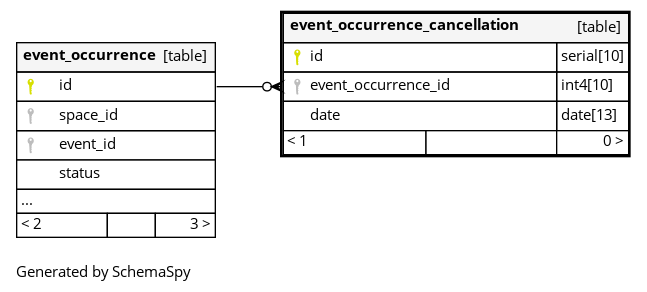 event_occurrence [table]
id
space_id
event_id
status
...
< 2 3 >
event_occurrence_cancellation [table]
id serial[10]
event_occurrence_id int4[10]
date date[13]
< 1 0 >
Generated by SchemaSpy